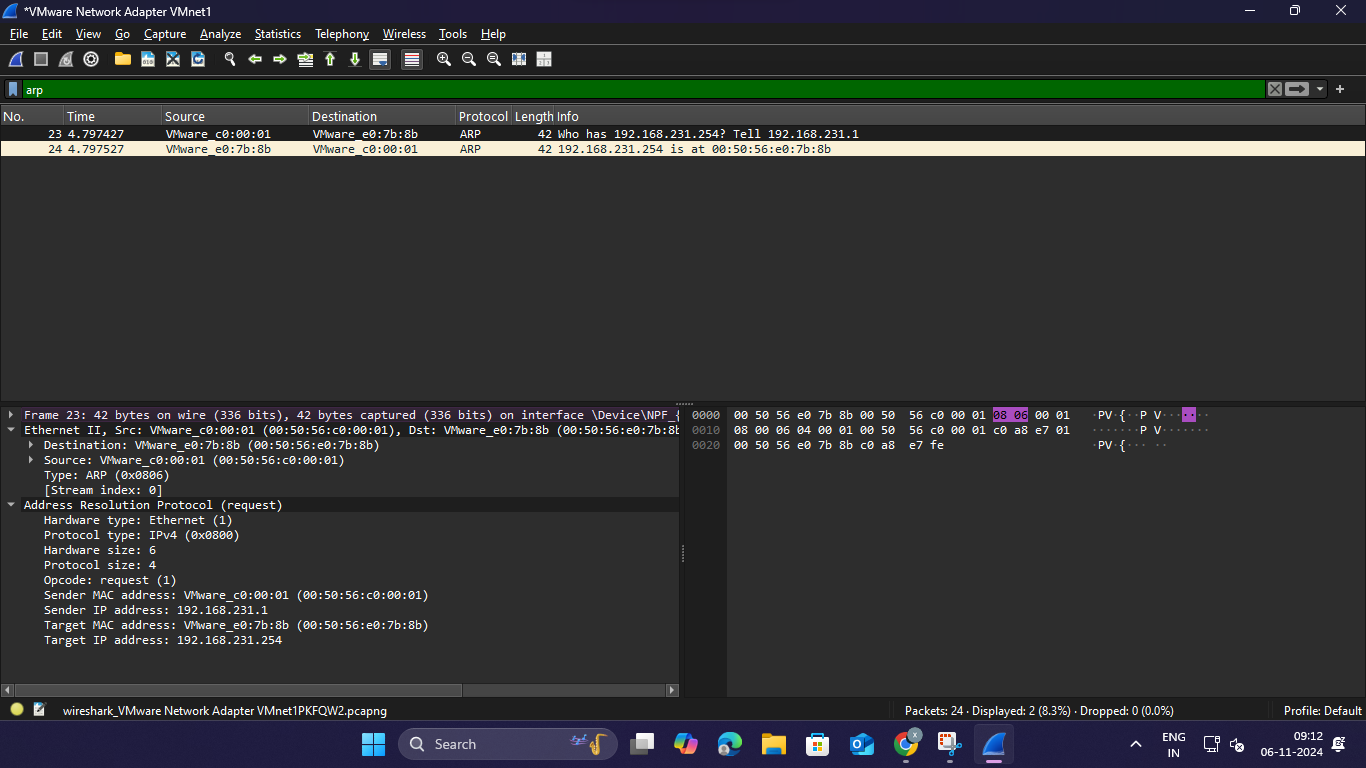 *VMware Network Adapter VMnet1
File Edit View Go Capture Analyze Statistics Telephony Wireless Tools Help
arp
No. Time Source Destination Protocol Length Info
23 4.797427 VMware_c0:00:01 VMware_e0:7b:8b ARP 42 Who has 192.168.231.254? Tell 192.168.231.1
24 4.797527 VMware_e0:7b:8b VMware_c0:00:01 ARP 42 192.168.231.254 is at 00:50:56:e0:7b:8b
Frame 23: 42 bytes on wire (336 bits), 42 bytes captured (336 bits) on interface \Device\NPF_{
Ethernet II, Src: VMware_c0:00:01 (00:50:56:c0:00:01), Dst: VMware_e0:7b:8b (00:50:56:e0:7b:8b
Destination: VMware_e0:7b:8b (00:50:56:e0:7b:8b)
Source: VMware_c0:00:01 (00:50:56:c0:00:01)
Type: ARP (0x0806)
[Stream index: 0]
Address Resolution Protocol (request)
Hardware type: Ethernet (1)
Protocol type: IPv4 (0x0800)
Hardware size: 6
Protocol size: 4
Opcode: request (1)
Sender MAC address: VMware_c0:00:01 (00:50:56:c0:00:01)
Sender IP address: 192.168.231.1
Target MAC address: VMware_e0:7b:8b (00:50:56:e0:7b:8b)
Target IP address: 192.168.231.254
0000 00 50 56 e0 7b 8b 00 50 56 c0 00 01 08 06 00 01 ·PV·{··P V·······
0010 08 00 06 04 00 01 00 50 56 c0 00 01 c0 a8 e7 01 ·······P V·······
0020 00 50 56 e0 7b 8b c0 a8 e7 fe ·PV·{··· ··
wireshark_VMware Network Adapter VMnet1PKFQW2.pcapng
Packets: 24 · Displayed: 2 (8.3%) · Dropped: 0 (0.0%)
Profile: Default
Search
ENG
IN
09:12
06-11-2024